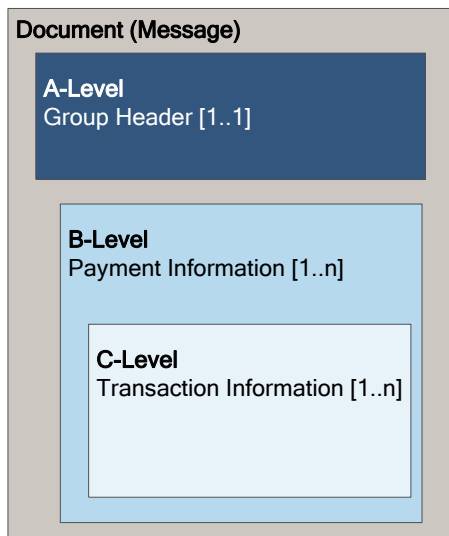 Document (Message)
A-Level
Group Header [1..1]
B-Level
Payment Information [1..n]
C-Level
Transaction Information [1..n]